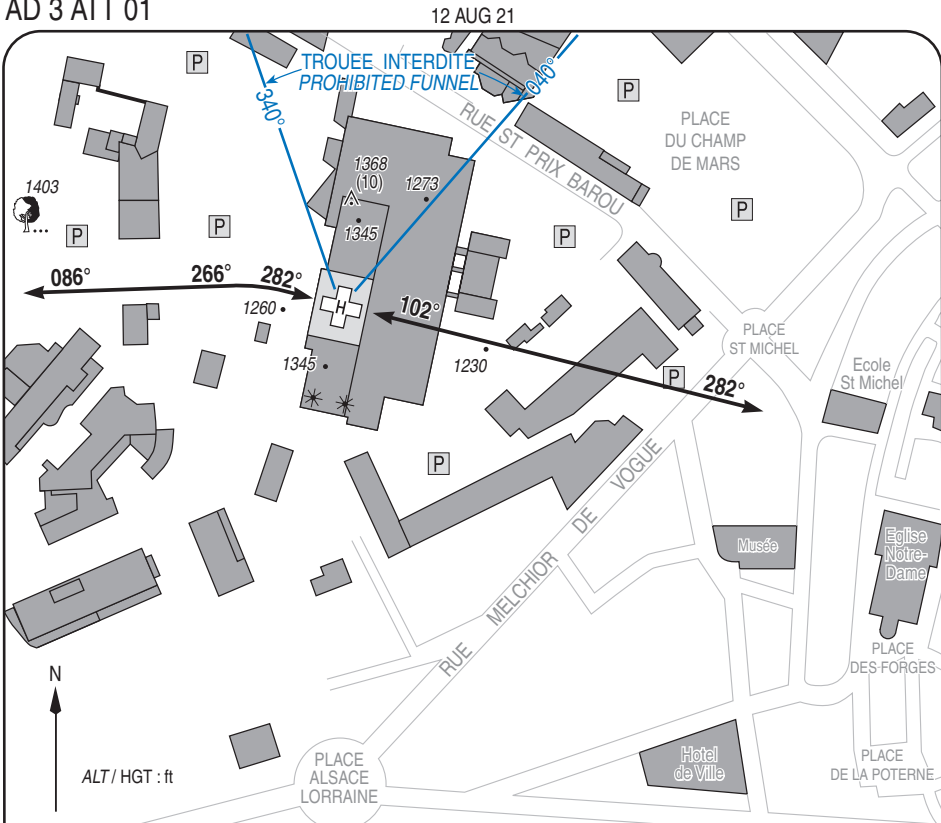 AD 3 ATT 01
12 AUG 21
P
TROUEE INTERDITE
PROHIBITED FUNNEL
340°
040°
P
RUE ST PRIX BAROU
PLACE
DU CHAMP
DE MARS
1403
1368
(10)
1273
1345
P
P
P
P
086°
266°
282°
1260
H
102°
1345
1230
P
282°
PLACE
ST MICHEL
Ecole
St Michel
P
RUE MELCHIOR DE VOGUE
Musée
Eglise
Notre-
Dame
PLACE
DES FORGES
N
ALT / HGT : ft
PLACE
ALSACE
LORRAINE
Hotel
de Ville
PLACE
DE LA POTERNE